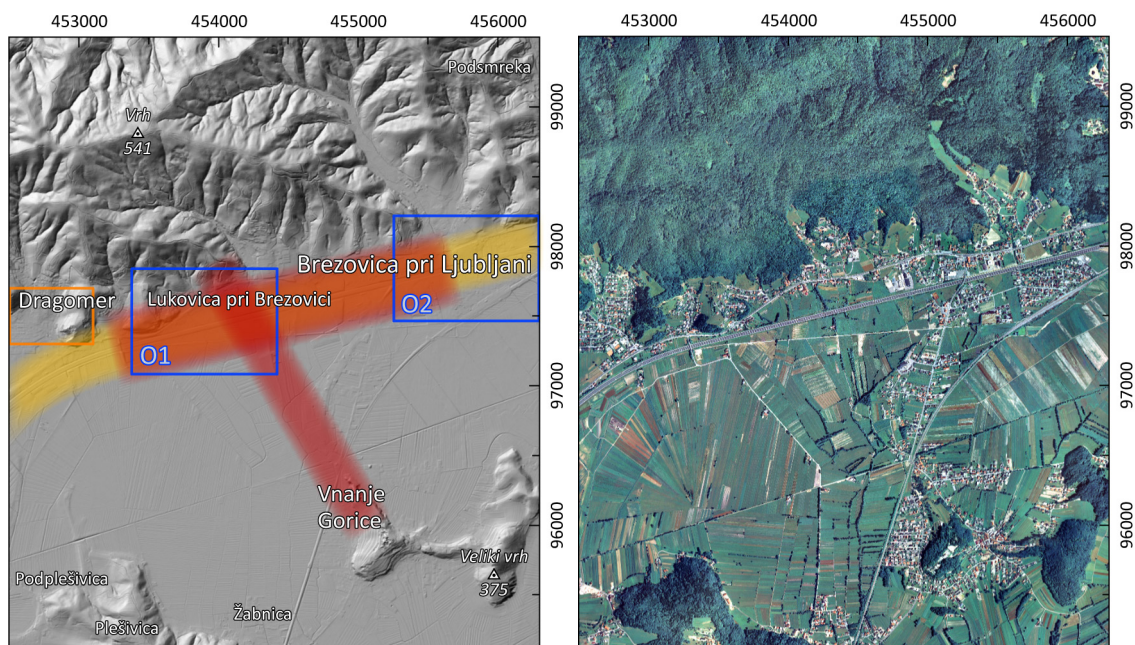 453000 454000 455000 456000
453000 454000 455000 456000
Podsmreka
Vrh
541
99000
99000
98000
98000
Brezovica pri Ljubljani
Dragomer
Lukovica pri Brezovici
O2
O1
97000
97000
Vnanje
Gorice
96000
96000
Veliki vrh
375
Podplešivica
Žabnica
Plešivica